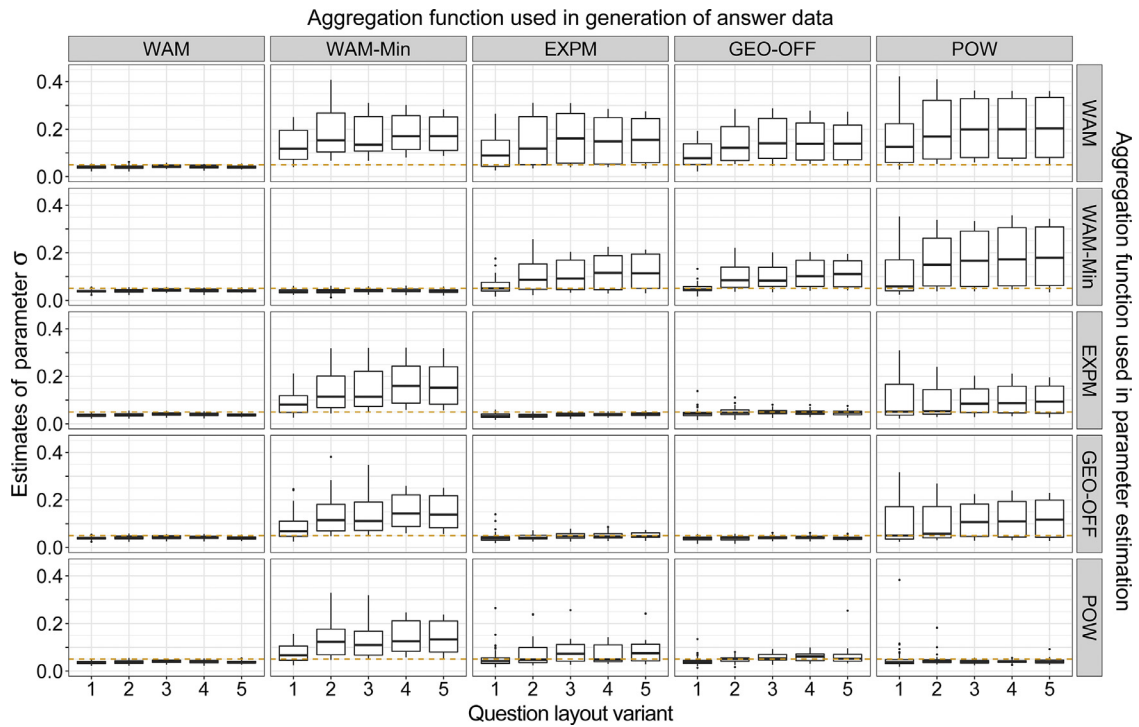 Aggregation function used in generation of answer data
WAM WAM-Min EXPM GEO-OFF POW
Estimates of parameter σ
0.4
0.2
0.0
WAM
0.4
0.2
0.0
WAM-Min
0.4
0.2
0.0
EXPM
0.4
0.2
0.0
GEO-OFF
0.4
0.2
0.0
POW
Aggregation function used in parameter estimation
1 2 3 4 5 1 2 3 4 5 1 2 3 4 5 1 2 3 4 5 1 2 3 4 5
Question layout variant